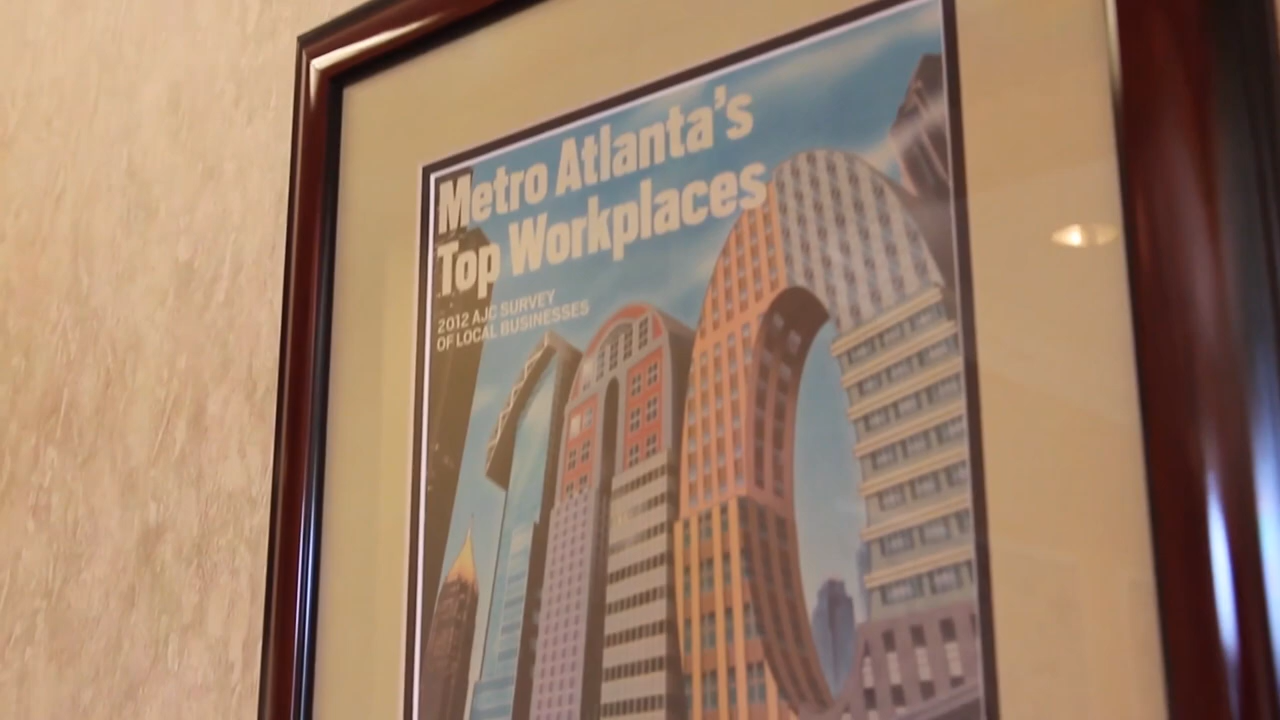 Metro Atlanta's
Top Workplaces
2012 AJC SURVEY
OF LOCAL BUSINESSES